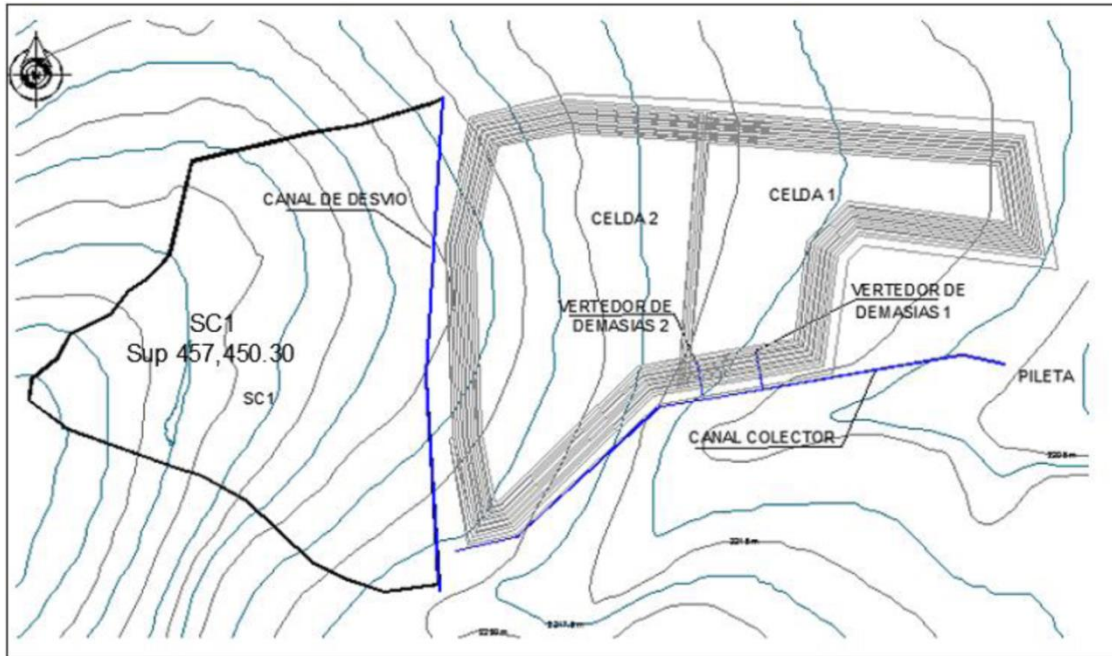 CANAL DE DESVIO
CELDA 2
CELDA 1
VERTEDOR DE
DEMASIAS 2
VERTEDOR DE
DEMASIAS 1
SC1
Sup 457,450.30
SC1
PILETA
CANAL COLECTOR